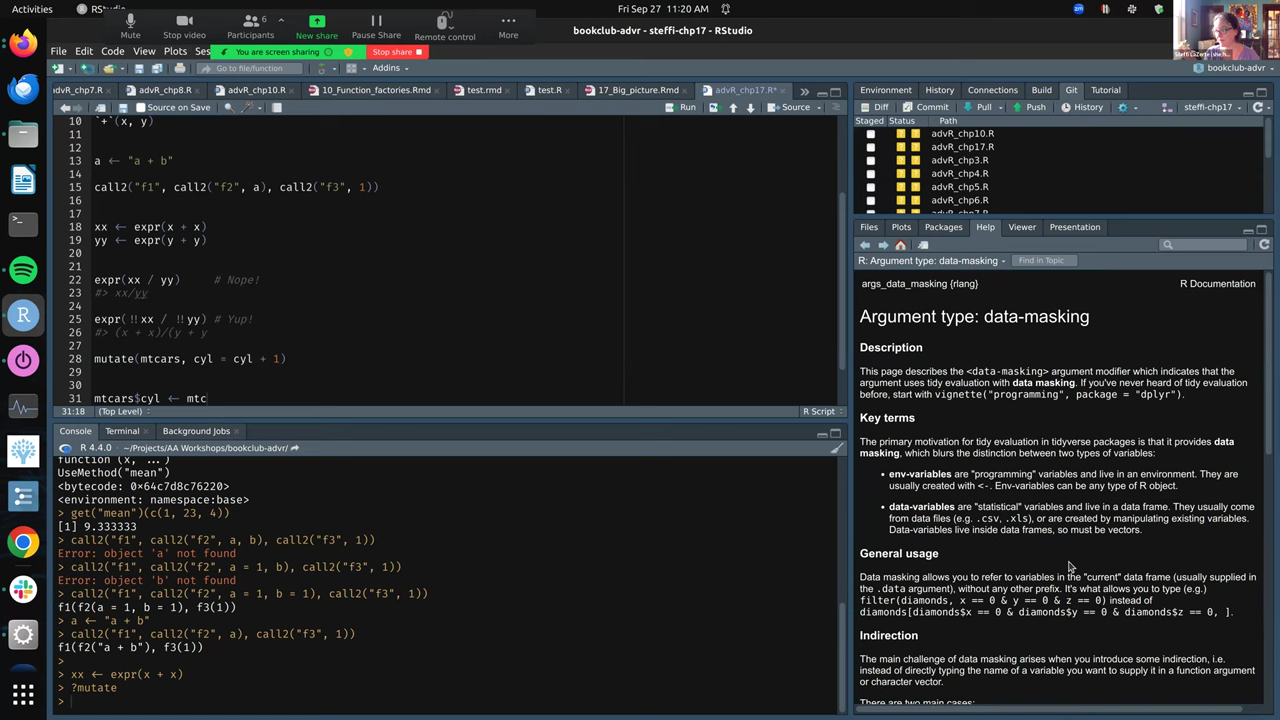 Activities
RStudio
Fri Sep 27 11:20 AM
Mute
Stop Video
Participants
6
New share
Pause Share
Remote control
More
bookclub-advr - steffi-chp17 - RStudio
You are screen sharing
Stop share
File Edit Code View Plots Ses
Go to file/function
Addins
bookclub-advr
advR_chp7.R
advR_chp8.R
advR_chp10.R
10_Function_factories.Rmd
test.rmd
test.R
17_Big_picture.Rmd
advR_chp17.R*
Source on Save
Run
Source
10 `+`(x, y)
11
12
13 a <- "a + b"
14
15 call2("f1", call2("f2", a), call2("f3", 1))
16
17
18 xx <- expr(x + x)
19 yy <- expr(y + y)
20
21
22 expr(xx / yy) # Nope!
23 #> xx/yy
24
25 expr(!!xx / !!yy) # Yup!
26 #> (x + x)/(y + y
27
28 mutate(mtcars, cyl = cyl + 1)
29
30
31 mtcars$cyl <- mtc
31:18 (Top Level)
R Script
Console Terminal Background Jobs
R 4.4.0 · ~/Projects/AA Workshops/bookclub-advr/
function (x, ...)
UseMethod("mean")
<bytecode: 0x64c7d8c76220>
<environment: namespace:base>
> get("mean")(c(1, 23, 4))
[1] 9.333333
> call2("f1", call2("f2", a, b), call2("f3", 1))
Error: object 'a' not found
> call2("f1", call2("f2", a = 1, b), call2("f3", 1))
Error: object 'b' not found
> call2("f1", call2("f2", a = 1, b = 1), call2("f3", 1))
f1(f2(a = 1, b = 1), f3(1))
> a <- "a + b"
> call2("f1", call2("f2", a), call2("f3", 1))
f1(f2("a + b"), f3(1))
>
> xx <- expr(x + x)
> ?mutate
>
Environment History Connections Build Git Tutorial
Diff Commit Pull Push History steffi-chp17
Staged Status Path
advR_chp10.R
advR_chp17.R
advR_chp3.R
advR_chp4.R
advR_chp5.R
advR_chp6.R
advR_chp7.R
Files Plots Packages Help Viewer Presentation
R: Argument type: data-masking
Find in Topic
args_data_masking {rlang}
R Documentation
Argument type: data-masking
Description
This page describes the <data-masking> argument modifier which indicates that the
argument uses tidy evaluation with data masking. If you've never heard of tidy evaluation
before, start with vignette("programming", package = "dplyr").
Key terms
The primary motivation for tidy evaluation in tidyverse packages is that it provides data
masking, which blurs the distinction between two types of variables:
env-variables are "programming" variables and live in an environment. They are
usually created with <-. Env-variables can be any type of R object.
data-variables are "statistical" variables and live in a data frame. They usually come
from data files (e.g. .csv, .xls), or are created by manipulating existing variables.
Data-variables live inside data frames, so must be vectors.
General usage
Data masking allows you to refer to variables in the "current" data frame (usually supplied in
the .data argument), without any other prefix. It's what allows you to type (e.g.)
filter(diamonds, x == 0 & y == 0 & z == 0) instead of
diamonds[diamonds$x == 0 & diamonds$y == 0 & diamonds$z == 0, ].
Indirection
The main challenge of data masking arises when you introduce some indirection, i.e.
instead of directly typing the name of a variable you want to supply it in a function argument
or character vector.
There are two main cases: